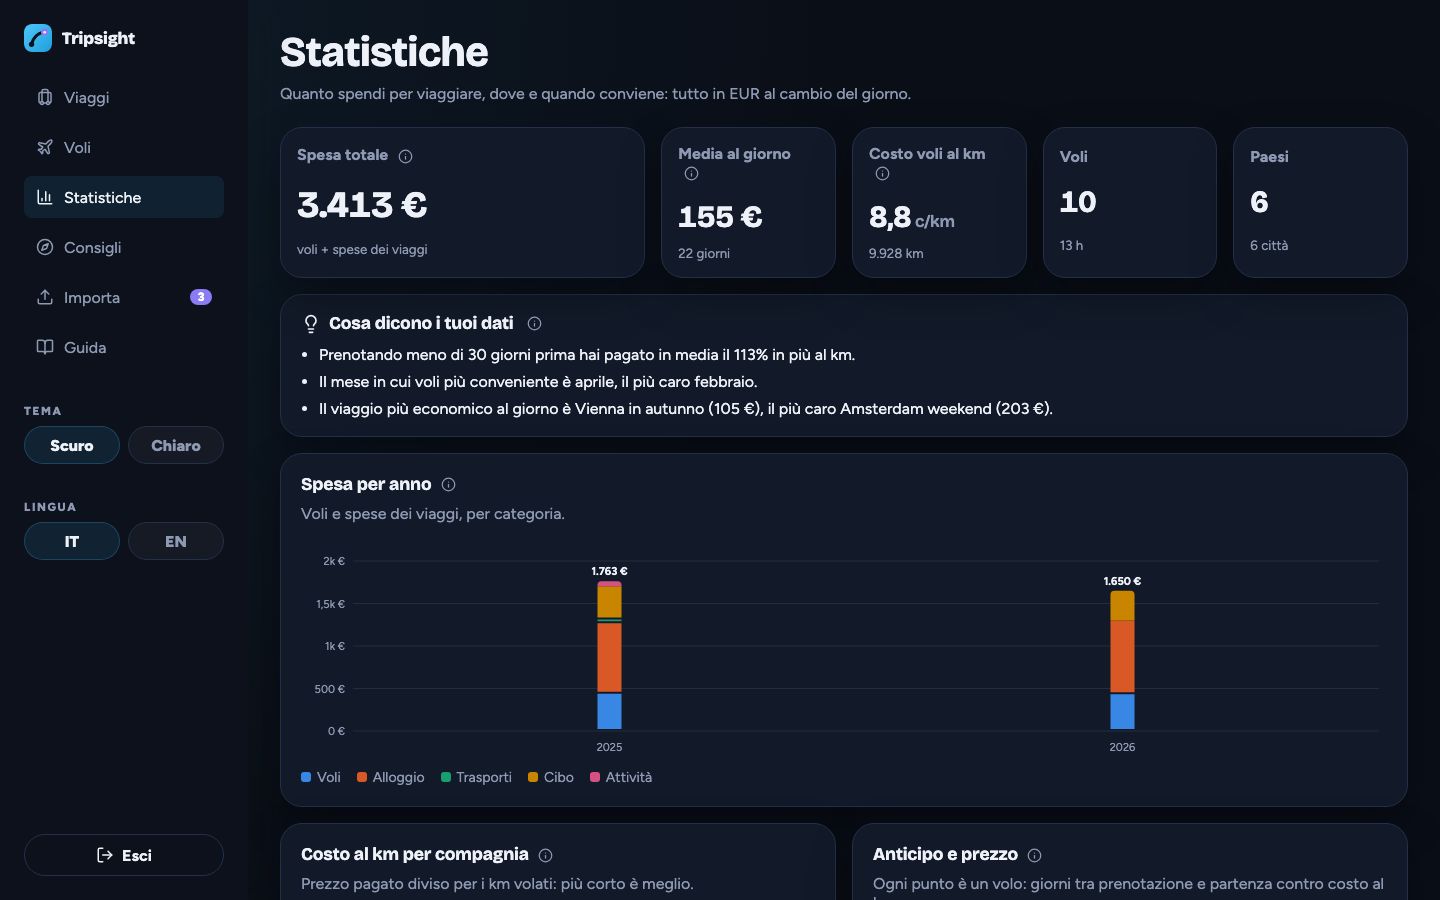 Tripsight
Viaggi
Voli
Statistiche
Consigli
Importa 3
Guida
TEMA
Scuro Chiaro
LINGUA
IT EN
Esci
Statistiche
Quanto spendi per viaggiare, dove e quando conviene: tutto in EUR al cambio del giorno.
Spesa totale
3.413 €
voli + spese dei viaggi
Media al giorno
155 €
22 giorni
Costo voli al km
8,8 c/km
9.928 km
Voli
10
13 h
Paesi
6
6 città
Cosa dicono i tuoi dati
• Prenotando meno di 30 giorni prima hai pagato in media il 113% in più al km.
• Il mese in cui voli più conveniente è aprile, il più caro febbraio.
• Il viaggio più economico al giorno è Vienna in autunno (105 €), il più caro Amsterdam weekend (203 €).
Spesa per anno
Voli e spese dei viaggi, per categoria.
2k €
1,5k €
1k €
500 €
0 €
1.763 €
1.650 €
2025
2026
Voli Alloggio Trasporti Cibo Attività
Costo al km per compagnia
Prezzo pagato diviso per i km volati: più corto è meglio.
Anticipo e prezzo
Ogni punto è un volo: giorni tra prenotazione e partenza contro costo al